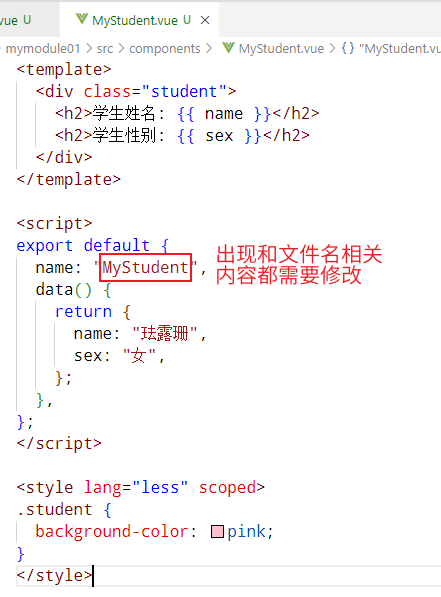 vue U
MyStudent.vue U ×
mymodule01 > src > components > MyStudent.vue > {} "MyStudent.vu
<template>
<div class="student">
<h2>学生姓名: {{ name }}</h2>
<h2>学生性别: {{ sex }}</h2>
</div>
</template>
<script>
export default {
name: "MyStudent",
出现和文件名相关
内容都需要修改
data() {
return {
name: "珐露珊",
sex: "女",
};
},
};
</script>
<style lang="less" scoped>
.student {
background-color: pink;
}
</style>